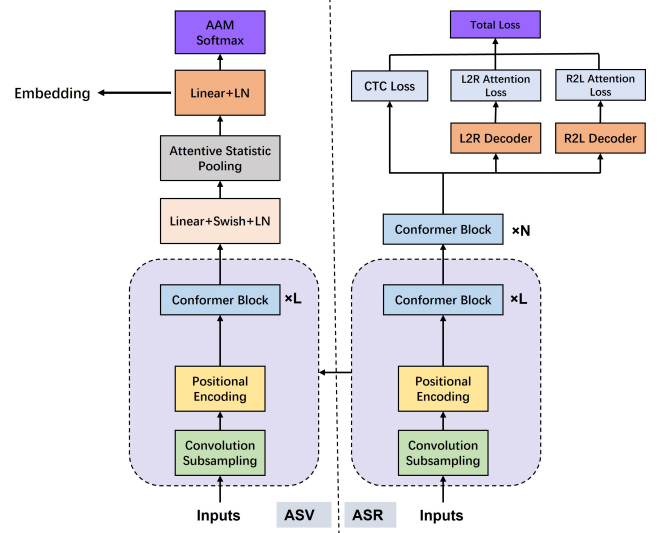 AAM
Softmax
Embedding
Linear+LN
Attentive Statistic
Pooling
Linear+Swish+LN
Conformer Block
×L
Positional
Encoding
Convolution
Subsampling
Inputs
ASV
Total Loss
CTC Loss
L2R Attention
Loss
R2L Attention
Loss
L2R Decoder
R2L Decoder
Conformer Block
×N
Conformer Block
×L
Positional
Encoding
Convolution
Subsampling
ASR
Inputs